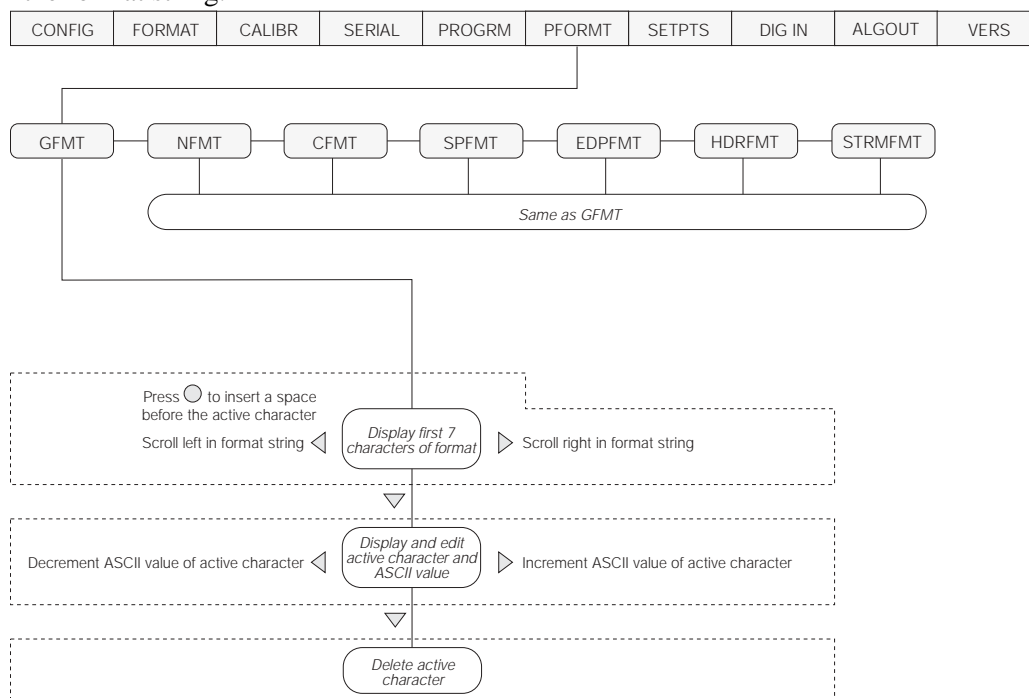 CONFIG FORMAT CALIBR SERIAL PROGRM PFORMT SETPTS DIG IN ALGOUT VERS
GFMT NFMT CFMT SPFMT EDPFMT HDRFMT STRMFMT
Same as GFMT
Press to insert a space
before the active character
Scroll left in format string
Display first 7
characters of format
Scroll right in format string
Decrement ASCII value of active character
Display and edit
active character and
ASCII value
Increment ASCII value of active character
Delete active
character